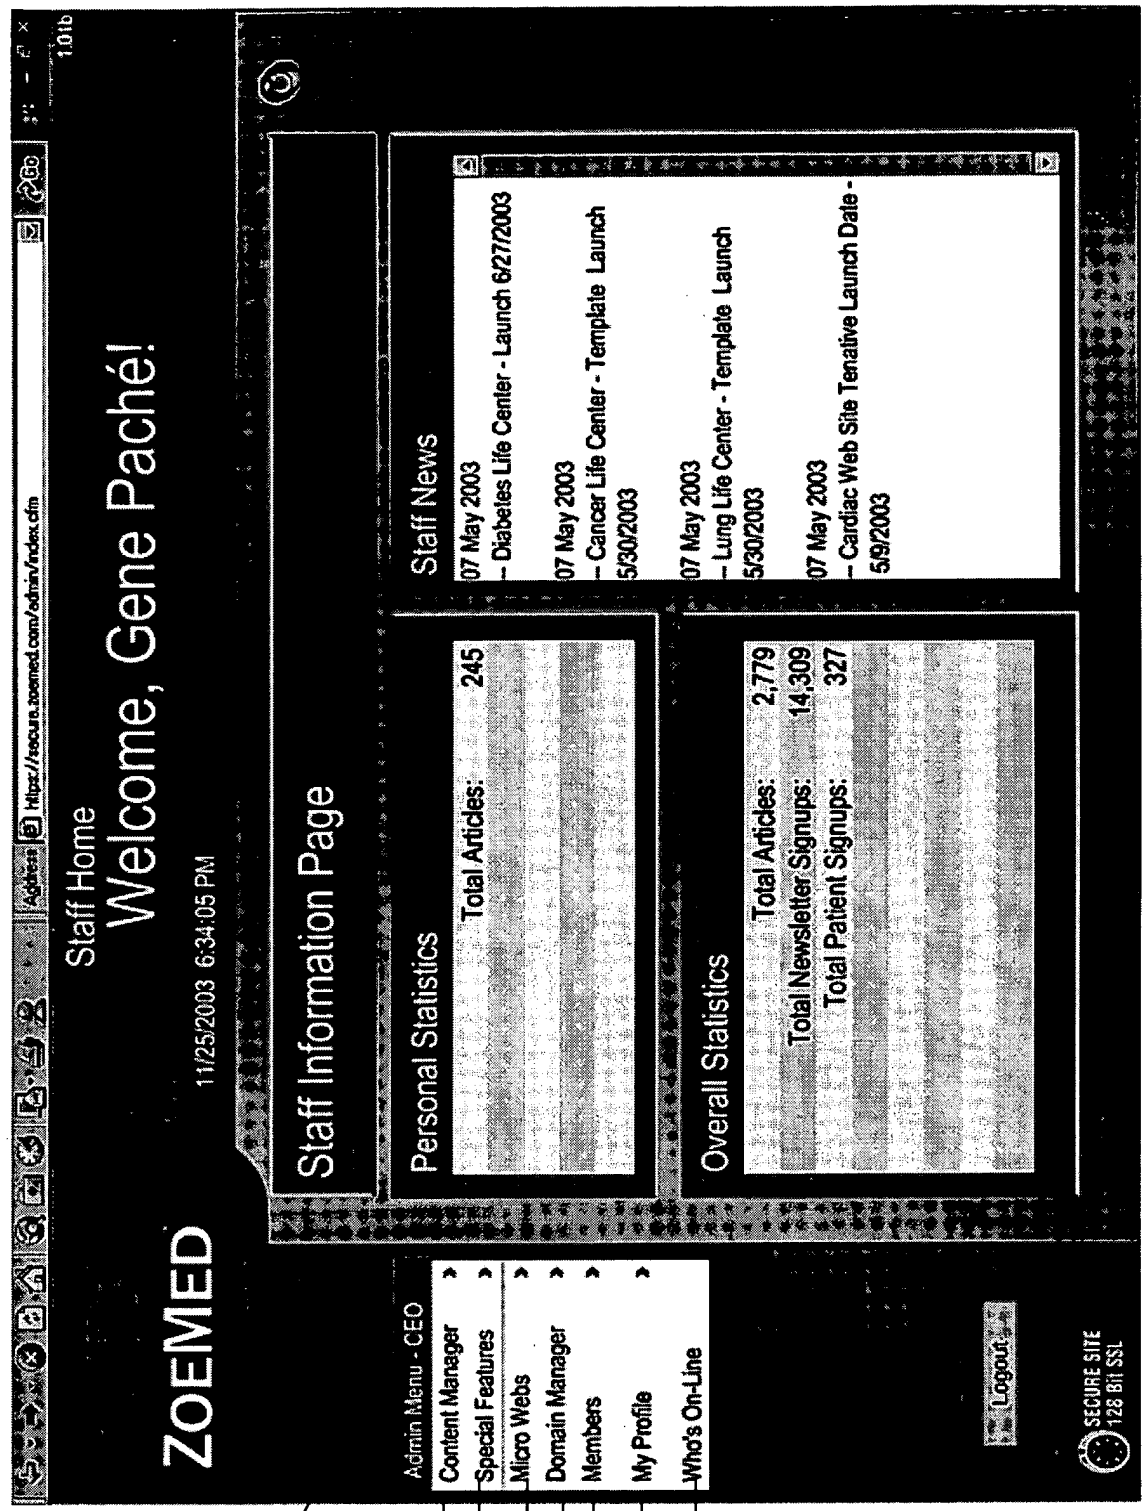 Address https://secure.zoemed.com/admin/index.cfm Go
1.01b
Staff Home
Welcome, Gene Paché!
ZOEMED
11/25/2003 6:34:05 PM
Staff Information Page
Admin Menu - CEO
Content Manager
Special Features
Micro Webs
Domain Manager
Members
My Profile
Who's On-Line
Logout
SECURE SITE
128 Bit SSL
Personal Statistics
Total Articles: 245
Overall Statistics
Total Articles: 2,779
Total Newsletter Signups: 14,309
Total Patient Signups: 327
Staff News
07 May 2003
-- Diabetes Life Center - Launch 6/27/2003
07 May 2003
-- Cancer Life Center - Template Launch
5/30/2003
07 May 2003
-- Lung Life Center - Template Launch
5/30/2003
07 May 2003
-- Cardiac Web Site Tenative Launch Date -
5/9/2003